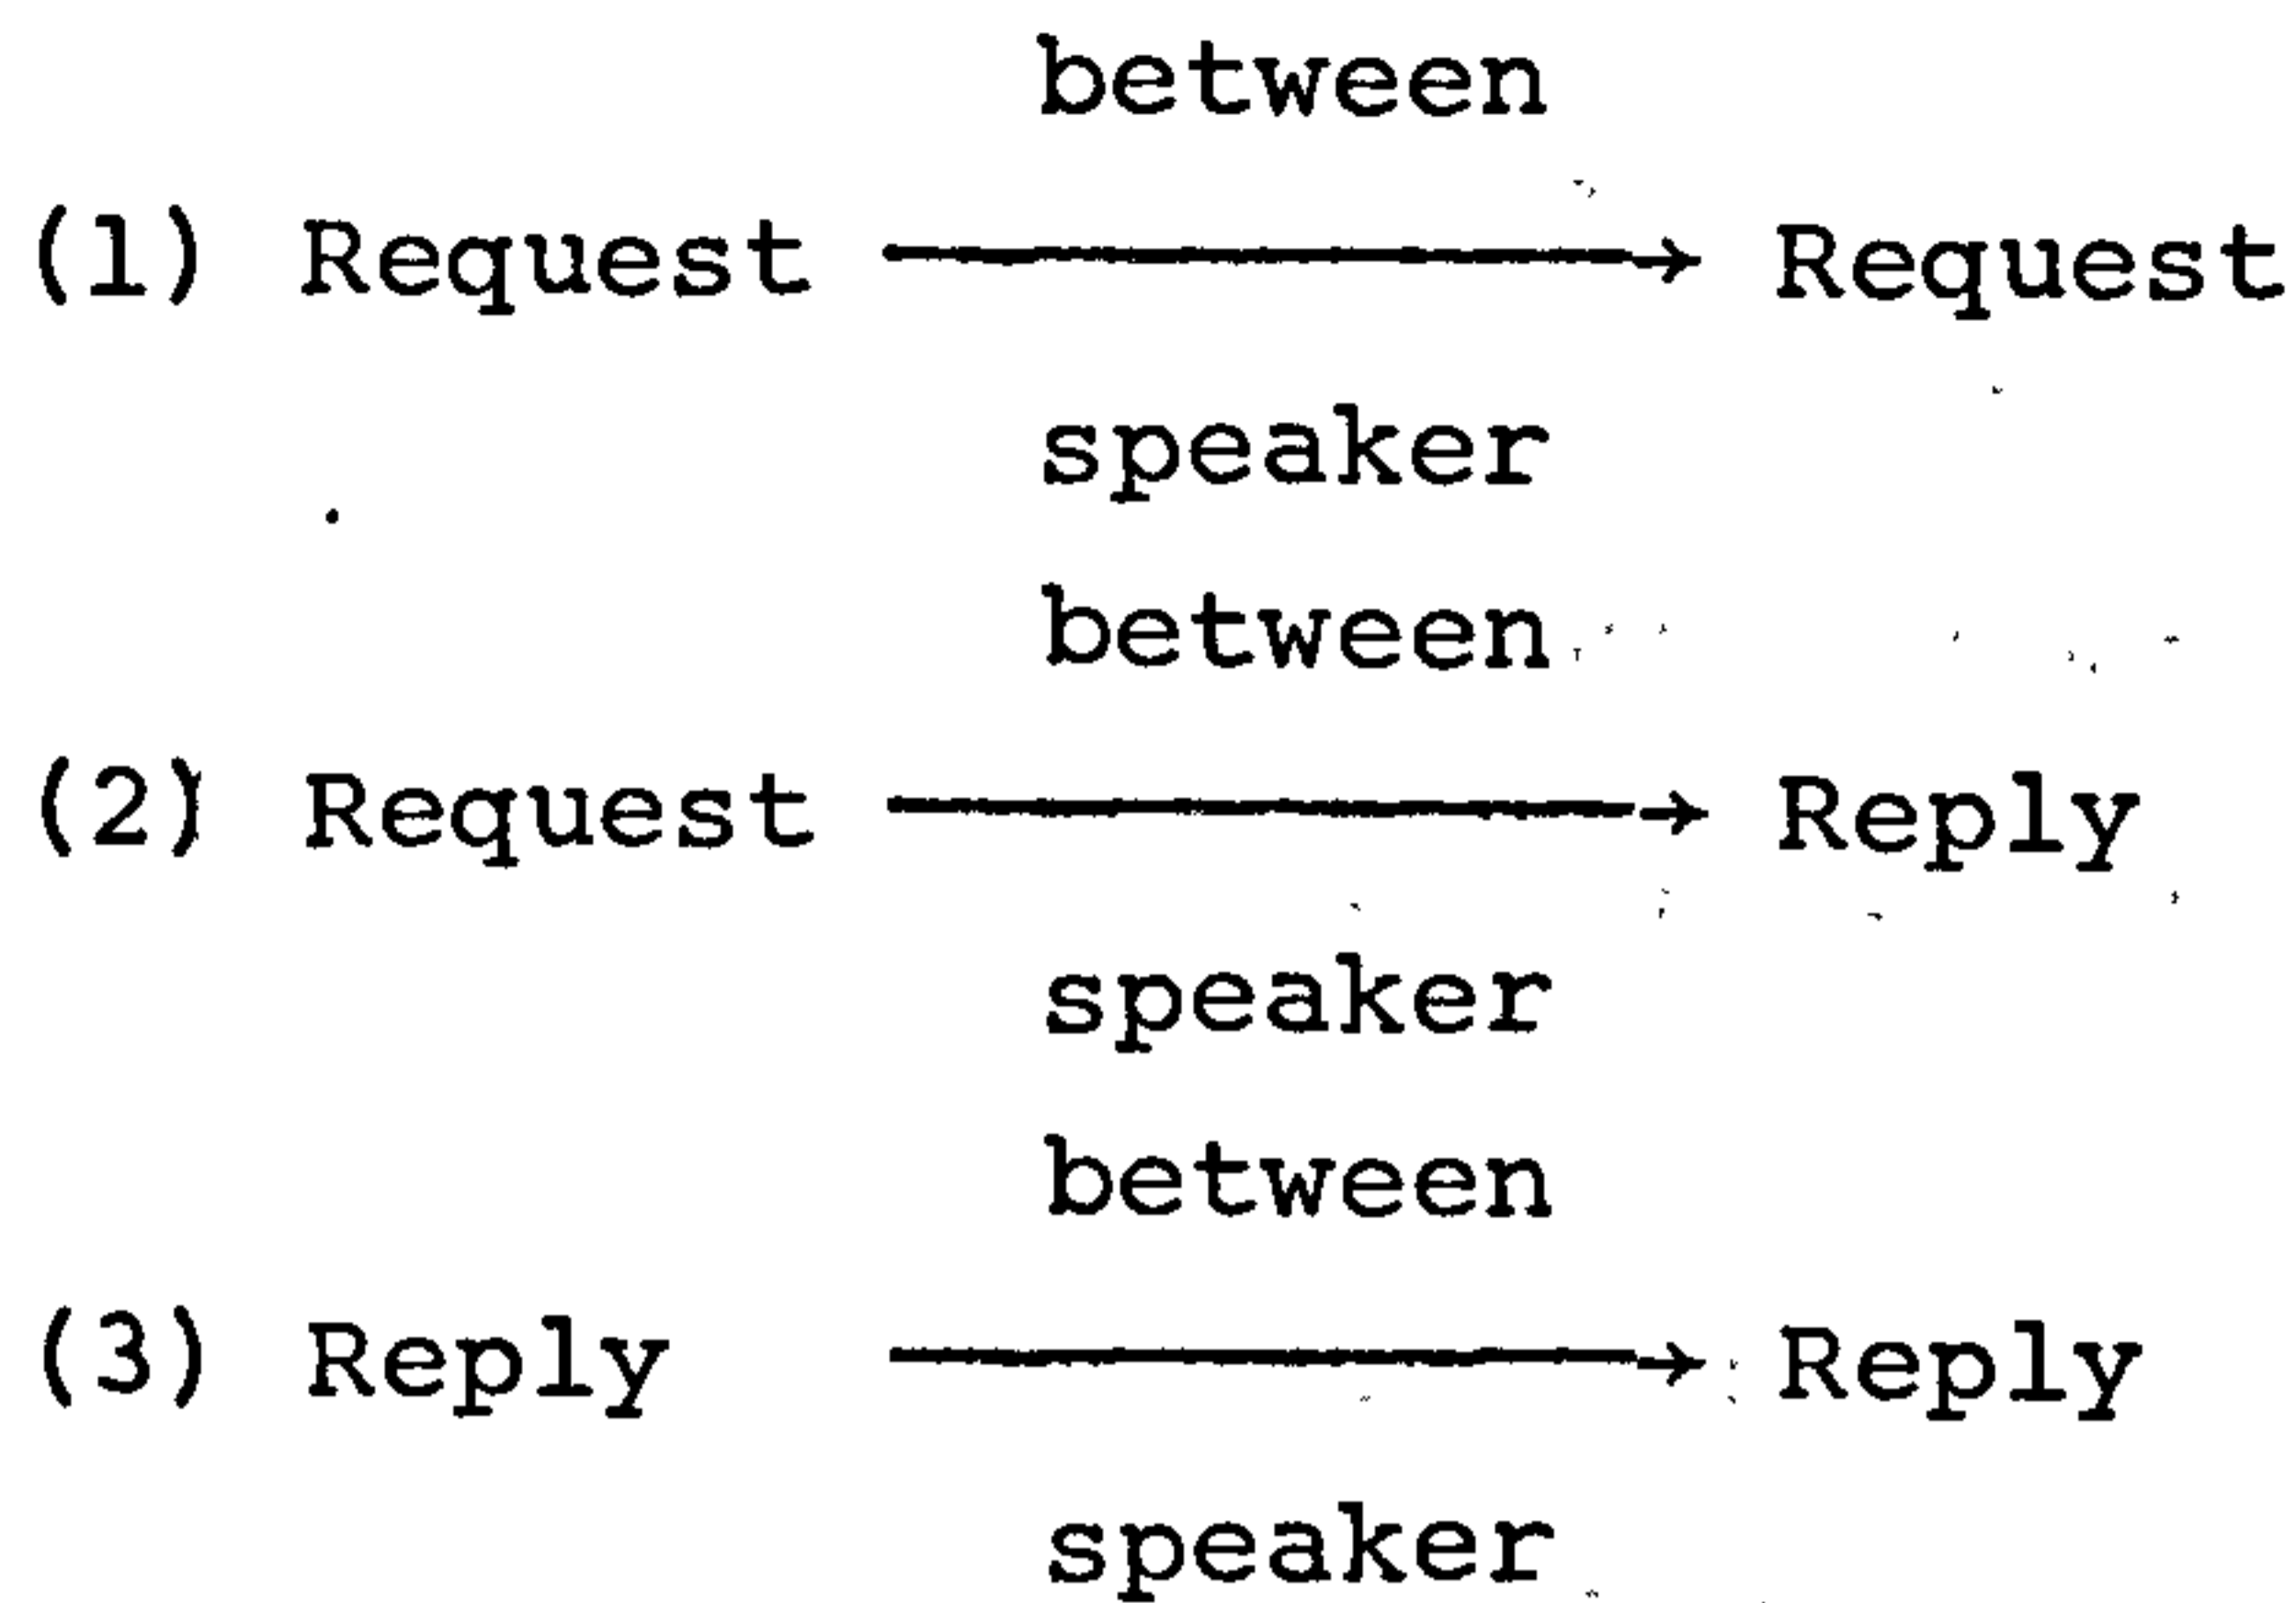 between
(1) Request → Request
speaker
between
(2) Request → Reply
speaker
between
(3) Reply → Reply
speaker